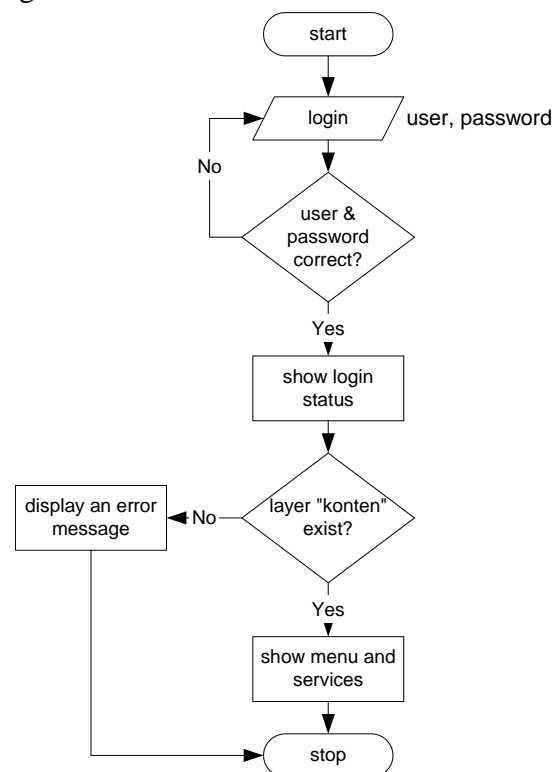 start
login
user, password
No
user &
password
correct?
Yes
show login
status
layer "konten"
exist?
No
display an error
message
Yes
show menu and
services
stop